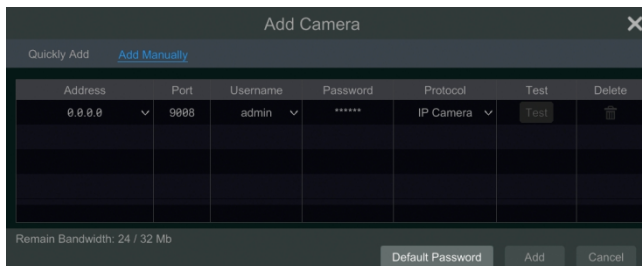 Add Camera
Quickly Add Add Manually
Address Port Username Password Protocol Test Delete
0.0.0.0 9008 admin ****** IP Camera Test
Remain Bandwidth: 24 / 32 Mb
Default Password Add Cancel